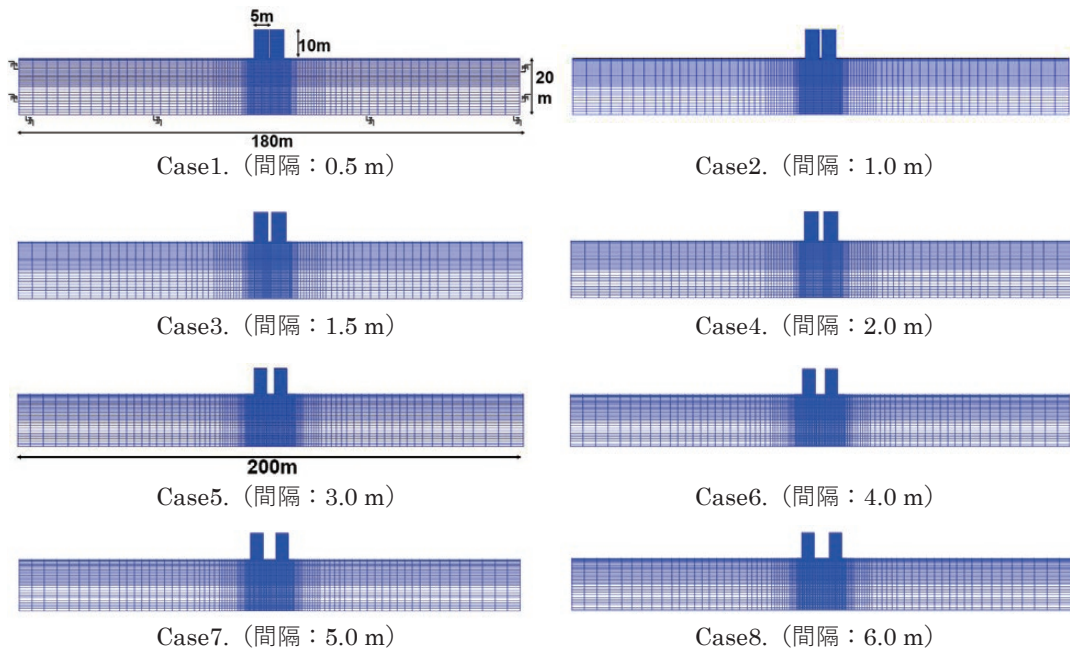 5m
10m
20
m
180m
Case1.（間隔：0.5 m）
Case2.（間隔：1.0 m）
Case3.（間隔：1.5 m）
Case4.（間隔：2.0 m）
200m
Case5.（間隔：3.0 m）
Case6.（間隔：4.0 m）
Case7.（間隔：5.0 m）
Case8.（間隔：6.0 m）